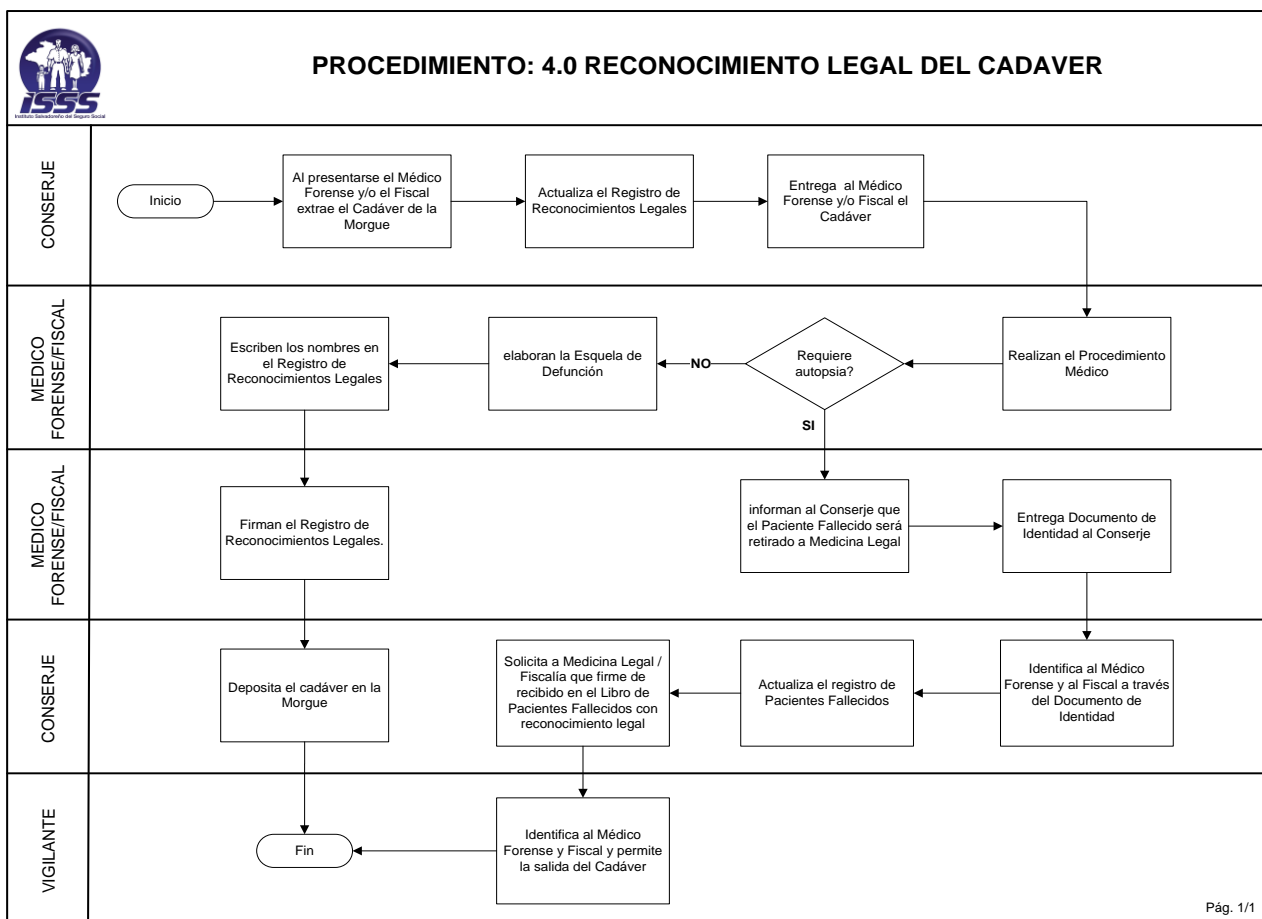 PROCEDIMIENTO: 4.0 RECONOCIMIENTO LEGAL DEL CADAVER
ISSS
Instituto Salvadoreño del Seguro Social
CONSERJE
Inicio
Al presentarse el Médico
Forense y/o el Fiscal
extrae el Cadáver de la
Morgue
Actualiza el Registro de
Reconocimientos Legales
Entrega al Médico
Forense y/o Fiscal el
Cadáver
MEDICO
FORENSE/FISCAL
Escriben los nombres en
el Registro de
Reconocimientos Legales
elaboran la Esquela de
Defunción
NO
Requiere
autopsia?
SI
Realizan el Procedimiento
Médico
MEDICO
FORENSE/FISCAL
Firman el Registro de
Reconocimientos Legales.
informan al Conserje que
el Paciente Fallecido será
retirado a Medicina Legal
Entrega Documento de
Identidad al Conserje
CONSERJE
Deposita el cadáver en la
Morgue
Solicita a Medicina Legal /
Fiscalía que firme de
recibido en el Libro de
Pacientes Fallecidos con
reconocimiento legal
Actualiza el registro de
Pacientes Fallecidos
Identifica al Médico
Forense y al Fiscal a través
del Documento de
Identidad
VIGILANTE
Fin
Identifica al Médico
Forense y Fiscal y permite
la salida del Cadáver
Pág. 1/1